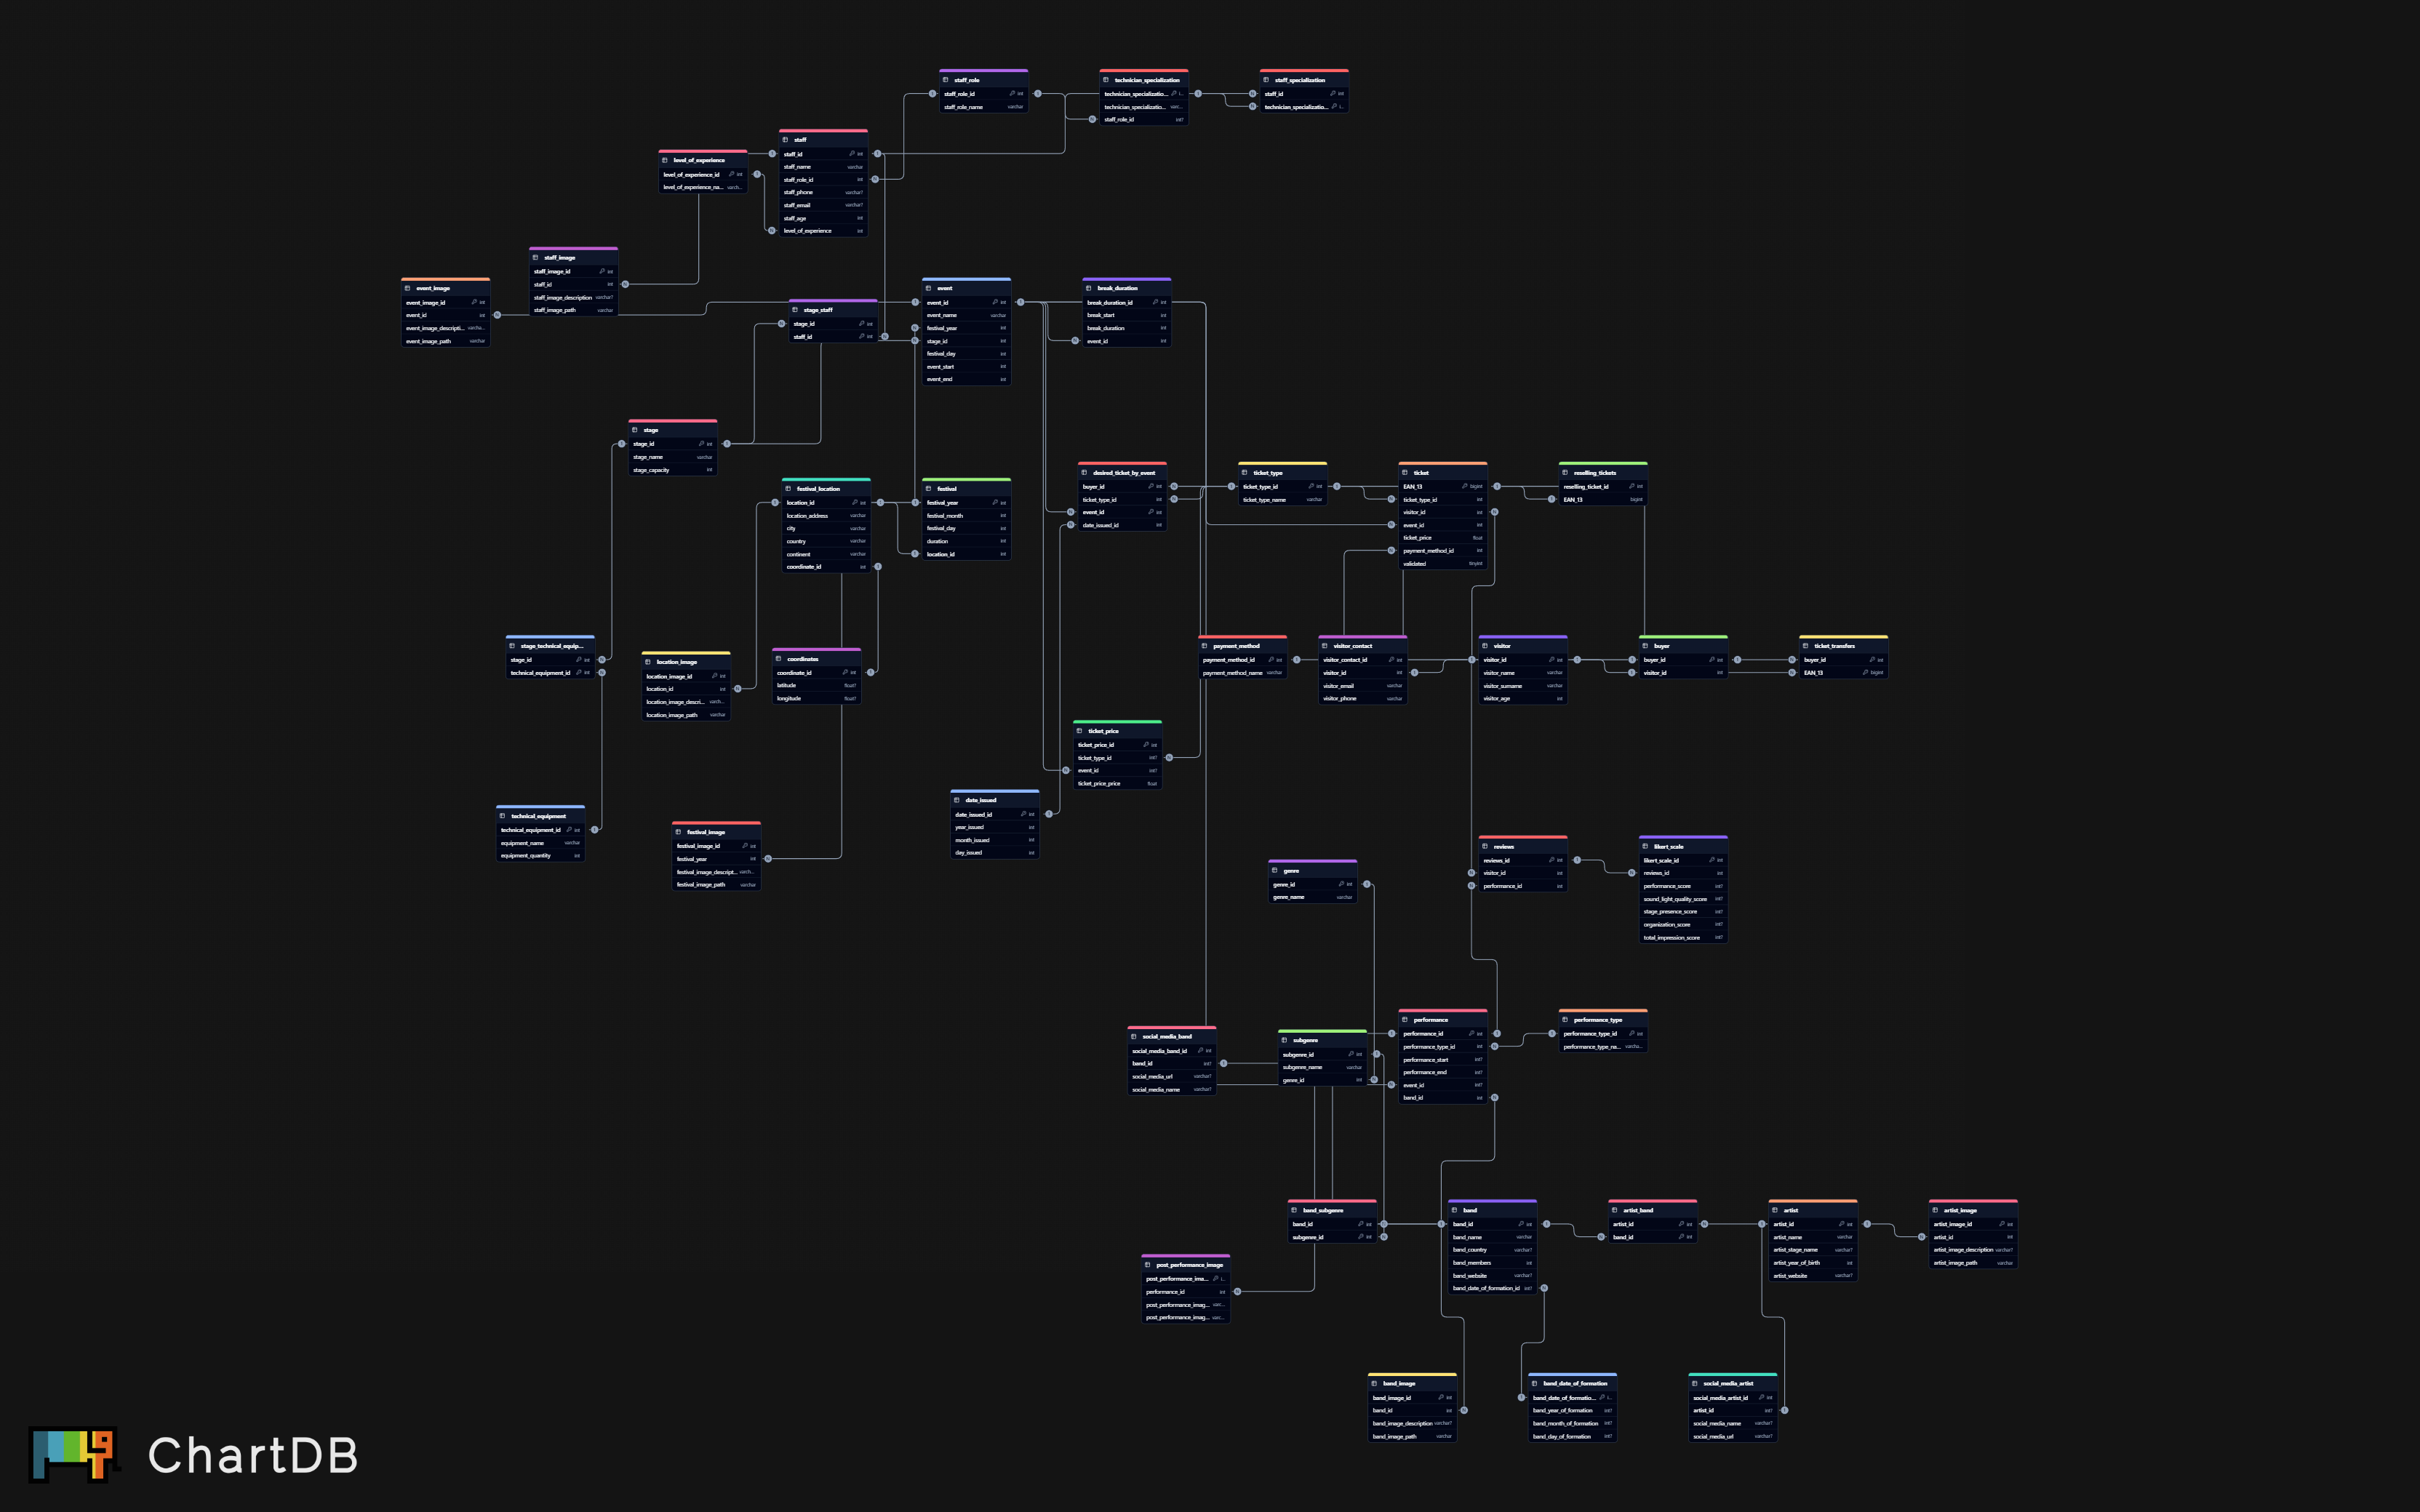 staff_role
staff_role_id int
staff_role_name varchar
technician_specialization
technician_specializatio... i...
technician_specializatio... varc...
staff_role_id int?
staff_specialization
staff_id int
technician_specializatio... i...
staff
staff_id int
staff_name varchar
staff_role_id int
staff_phone varchar?
staff_email varchar?
staff_age int
level_of_experience int
level_of_experience
level_of_experience_id int
level_of_experience_na... varch...
staff_image
staff_image_id int
staff_id int
staff_image_description varchar?
staff_image_path varchar
event_image
event_image_id int
event_id int
event_image_descripti... varcha...
event_image_path varchar
stage_staff
stage_id int
staff_id int
event
event_id int
event_name varchar
festival_year int
stage_id int
festival_day int
event_start int
event_end int
break_duration
break_duration_id int
break_start int
break_duration int
event_id int
stage
stage_id int
stage_name varchar
stage_capacity int
festival_location
location_id int
location_address varchar
city varchar
country varchar
continent varchar
coordinate_id int
festival
festival_year int
festival_month int
festival_day int
duration int
location_id int
desired_ticket_by_event
buyer_id int
ticket_type_id int
event_id int
date_issued_id int
ticket_type
ticket_type_id int
ticket_type_name varchar
ticket
EAN_13 bigint
ticket_type_id int
visitor_id int
event_id int
ticket_price float
payment_method_id int
validated tinyint
reselling_tickets
reselling_ticket_id int
EAN_13 bigint
stage_technical_equip...
stage_id int
technical_equipment_id int
location_image
location_image_id int
location_id int
location_image_descri... varch...
location_image_path varchar
coordinates
coordinate_id int
latitude float?
longitude float?
payment_method
payment_method_id int
payment_method_name varchar
visitor_contact
visitor_contact_id int
visitor_id int
visitor_email varchar
visitor_phone varchar
visitor
visitor_id int
visitor_name varchar
visitor_surname varchar
visitor_age int
buyer
buyer_id int
visitor_id int
ticket_transfers
buyer_id int
EAN_13 bigint
ticket_price
ticket_price_id int
ticket_type_id int?
event_id int?
ticket_price_price float
date_issued
date_issued_id int
year_issued int
month_issued int
day_issued int
technical_equipment
technical_equipment_id int
equipment_name varchar
equipment_quantity int
festival_image
festival_image_id int
festival_year int
festival_image_descript... varch...
festival_image_path varchar
genre
genre_id int
genre_name varchar
reviews
reviews_id int
visitor_id int
performance_id int
likert_scale
likert_scale_id int
reviews_id int
performance_score int?
sound_light_quality_score int?
stage_presence_score int?
organization_score int?
total_impression_score int?
social_media_band
social_media_band_id int
band_id int?
social_media_url varchar?
social_media_name varchar?
subgenre
subgenre_id int
subgenre_name varchar
genre_id int
performance
performance_id int
performance_type_id int
performance_start int?
performance_end int?
event_id int?
band_id int
performance_type
performance_type_id int
performance_type_na... varcha...
band_subgenre
band_id int
subgenre_id int
band
band_id int
band_name varchar
band_country varchar?
band_members int
band_website varchar?
band_date_of_formation_id int?
artist_band
artist_id int
band_id int
artist
artist_id int
artist_name varchar
artist_stage_name varchar?
artist_year_of_birth int
artist_website varchar?
artist_image
artist_image_id int
artist_id int
artist_image_description varchar?
artist_image_path varchar
post_performance_image
post_performance_ima... i...
performance_id int
post_performance_imag... varc...
post_performance_imag... varc...
band_image
band_image_id int
band_id int
band_image_description varchar?
band_image_path varchar
band_date_of_formation
band_date_of_formatio... i...
band_year_of_formation int?
band_month_of_formation int?
band_day_of_formation int?
social_media_artist
social_media_artist_id int
artist_id int?
social_media_name varchar?
social_media_url varchar?
ChartDB